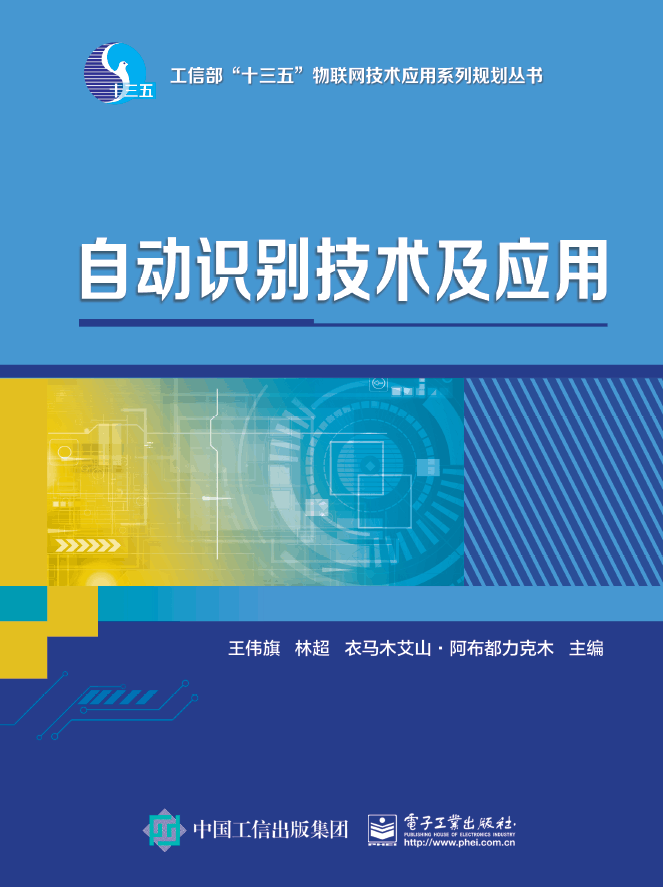 十三五
工信部“十三五”物联网技术应用系列规划丛书
自动识别技术及应用
王伟旗 林超 衣马木艾山·阿布都力克木 主编
中国工信出版集团
電子工業出版社·
PUBLISHING HOUSE OF ELECTRONICS INDUSTRY
http://www.phei.com.cn